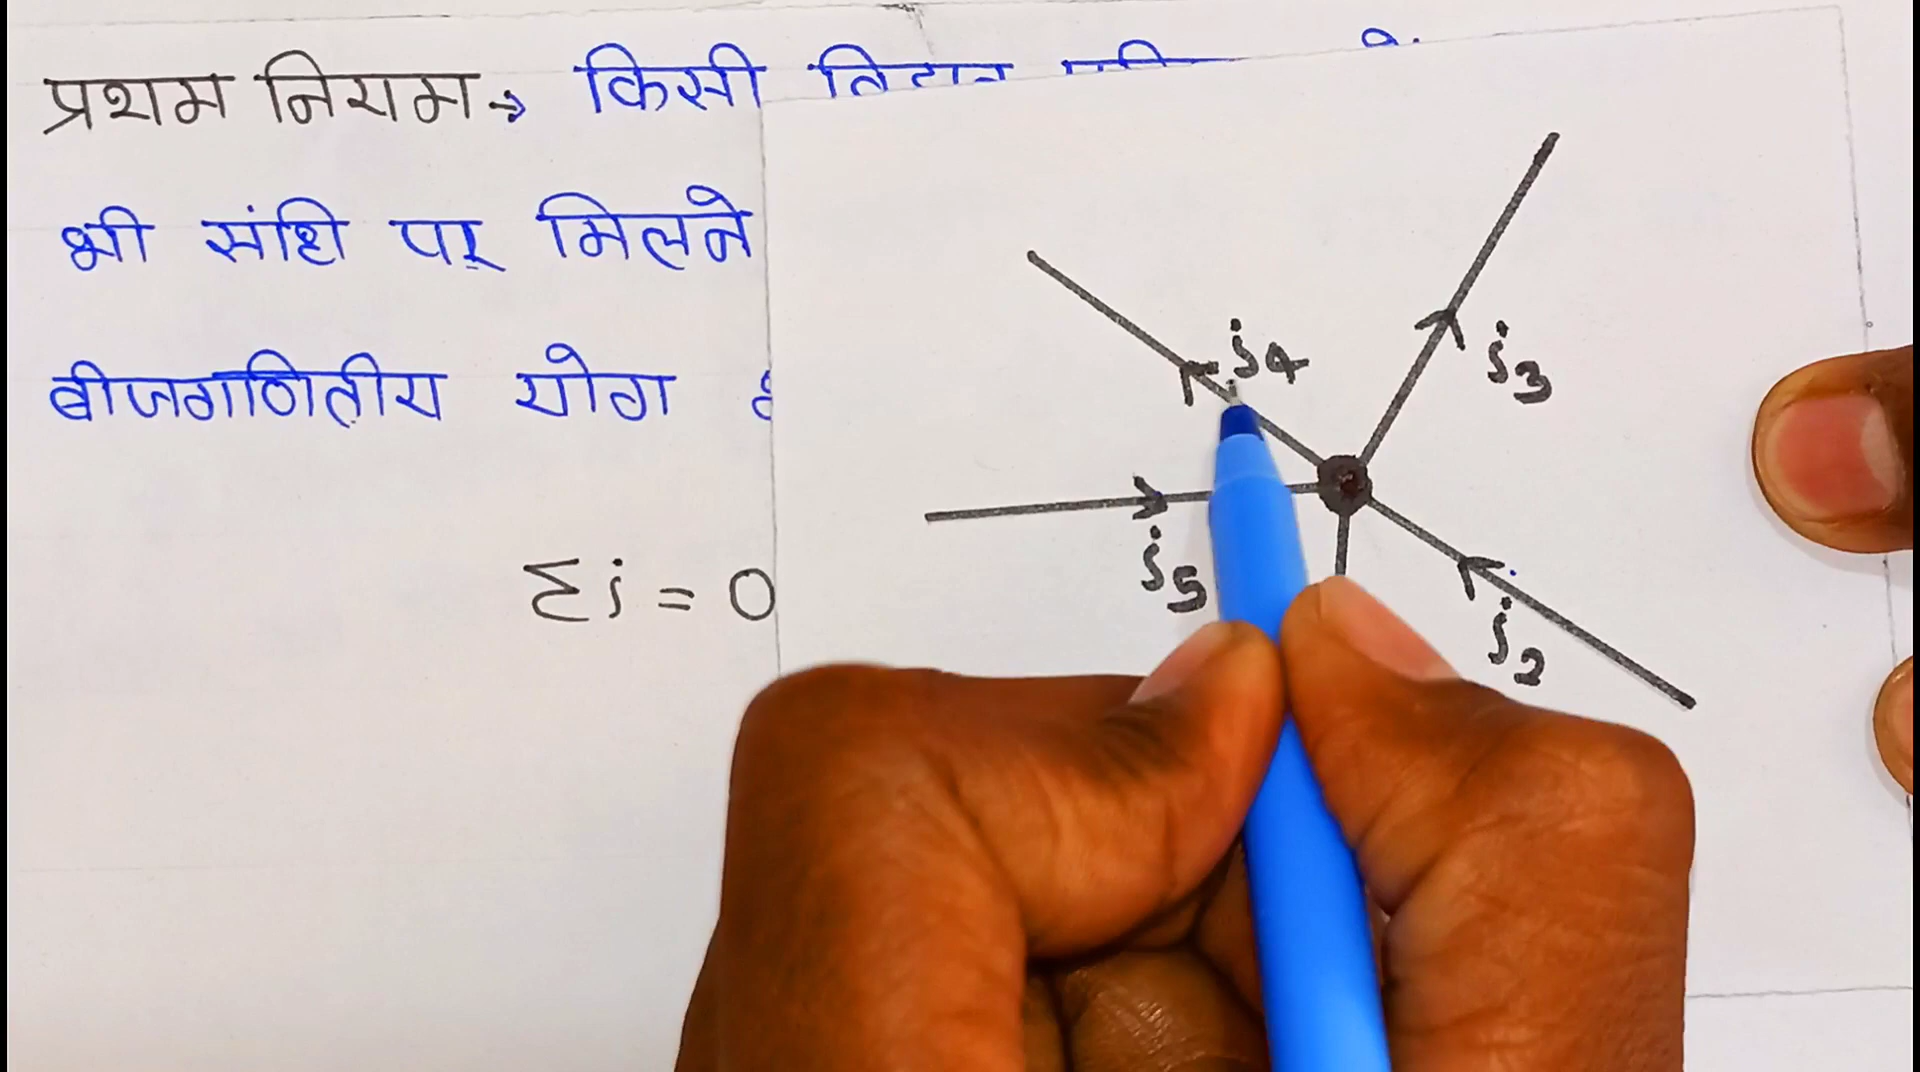 प्रथम नियम → किसी
भी संधि पर मिलने
बीजगणितीय योग
Σi = 0
i4
i3
i5
i2